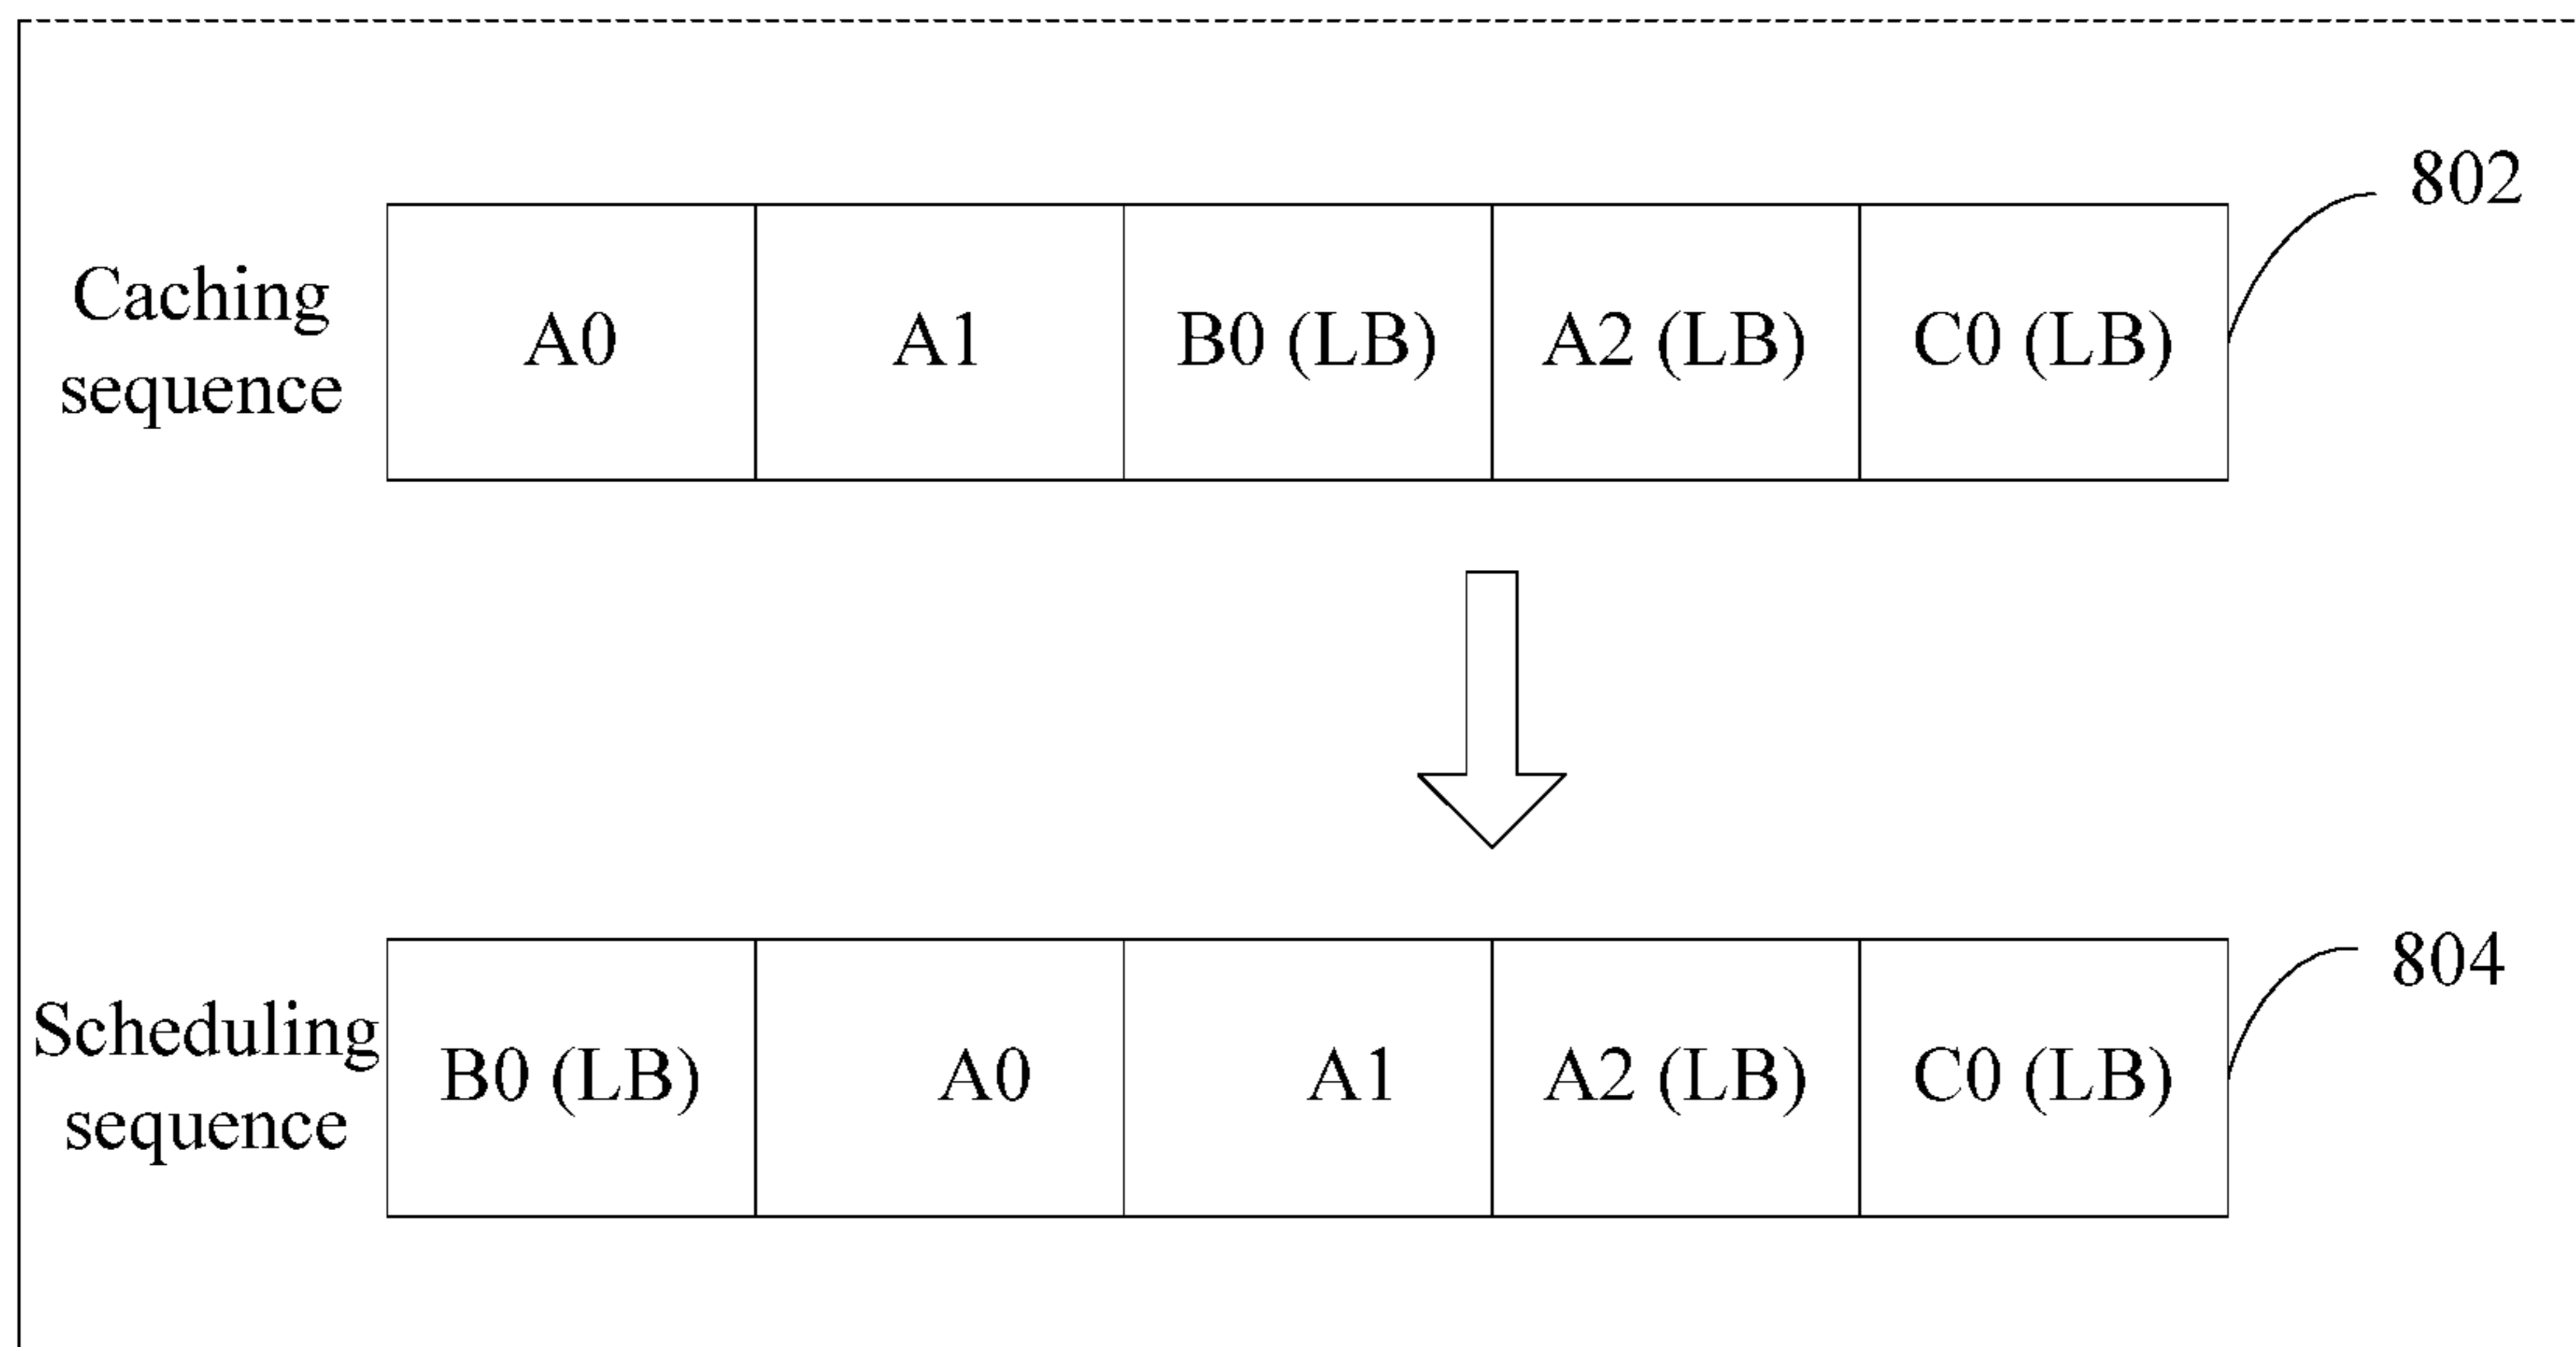 802
Caching
sequence
A0 A1 B0 (LB) A2 (LB) C0 (LB)
804
Scheduling
sequence
B0 (LB) A0 A1 A2 (LB) C0 (LB)